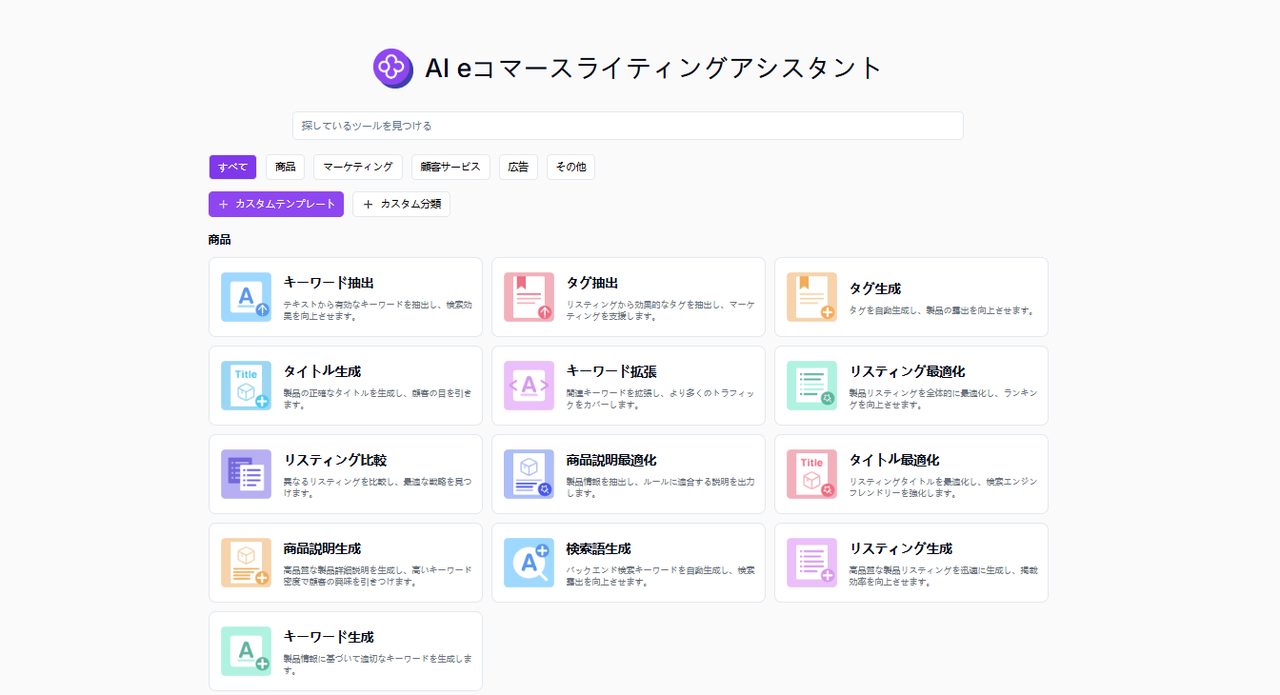 AI eコマースライティングアシスタント
探しているツールを見つける
すべて 商品 マーケティング 顧客サービス 広告 その他
+ カスタムテンプレート + カスタム分類
商品
キーワード抽出
テキストから有効なキーワードを抽出し、検索効
果を向上させます。
タグ抽出
リスティングから効果的なタグを抽出し、マーケ
ティングを支援します。
タグ生成
タグを自動生成し、製品の露出を向上させます。
Title
タイトル生成
製品の正確なタイトルを生成し、顧客の目を引き
ます。
A
キーワード拡張
関連キーワードを拡張し、より多くのトラフィッ
クをカバーします。
リスティング最適化
製品リスティングを全体的に最適化し、ランキン
グを向上させます。
リスティング比較
異なるリスティングを比較し、最適な戦略を見つ
けます。
商品説明最適化
製品情報を抽出し、ルールに適合する説明を出力
します。
Title
タイトル最適化
リスティングタイトルを最適化し、検索エンジン
フレンドリーを強化します。
商品説明生成
高品質な製品詳細説明を生成し、高いキーワード
密度で顧客の興味を引きつけます。
A
検索語生成
バックエンド検索キーワードを自動生成し、検索
露出を向上させます。
リスティング生成
高品質な製品リスティングを迅速に生成し、掲載
効率を向上させます。
A
キーワード生成
製品情報に基づいて適切なキーワードを生成しま
す。